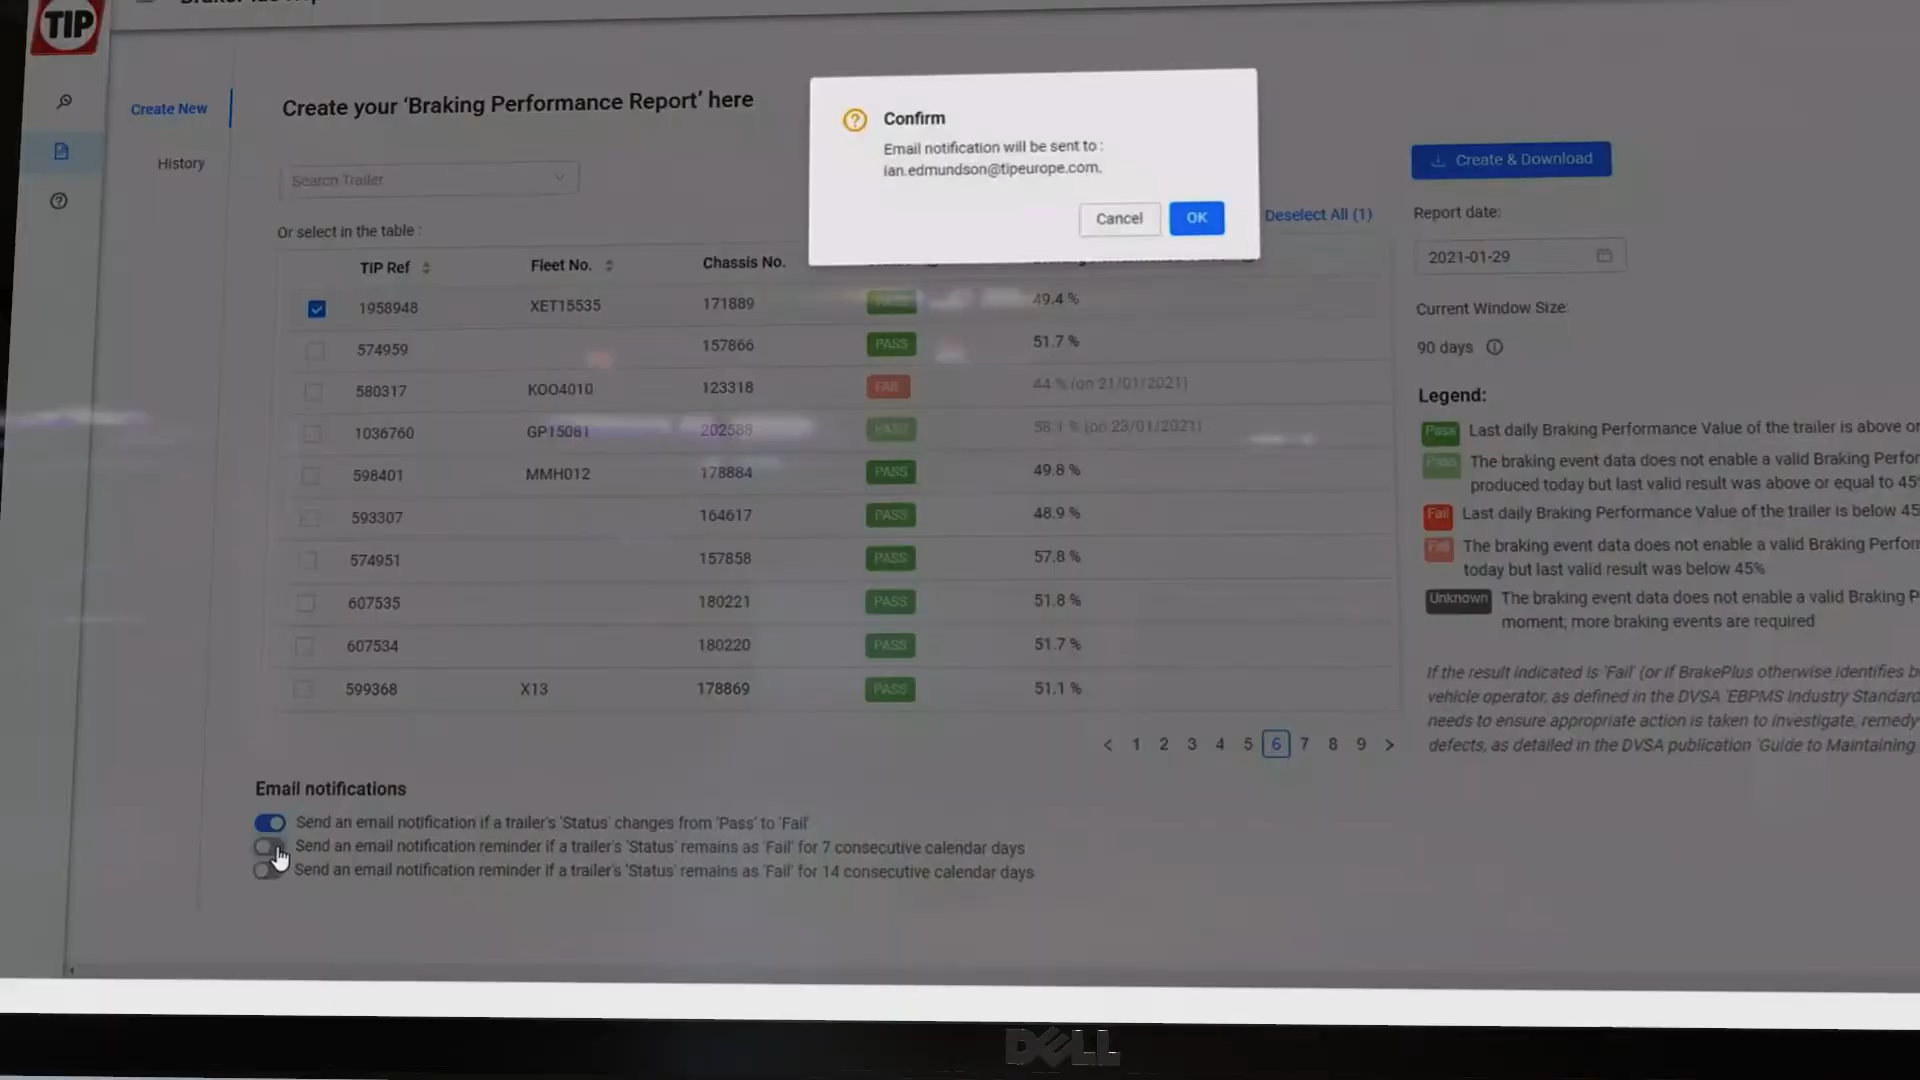 TIP
Create New
History
Create your 'Braking Performance Report' here
Search Trailer
Or select in the table :
Confirm
Email notification will be sent to :
ian.edmundson@tipeurope.com.
Cancel
OK
Deselect All (1)
TIP Ref Fleet No. Chassis No.
1958948 XET15535 171889 49.4 %
574959 157866 PASS 51.7 %
580317 KOO4010 123318 FAIL 44 % (on 21/01/2021)
1036760 GP15081 202588 PASS 58.1 % (on 23/01/2021)
598401 MMH012 178884 PASS 49.8 %
593307 164617 PASS 48.9 %
574951 157858 PASS 57.8 %
607535 180221 PASS 51.8 %
607534 180220 PASS 51.7 %
599368 X13 178869 PASS 51.1 %
< 1 2 3 4 5 6 7 8 9 >
Create & Download
Report date:
2021-01-29
Current Window Size:
90 days
Legend:
Pass Last daily Braking Performance Value of the trailer is above or
Pass The braking event data does not enable a valid Braking Perfor
produced today but last valid result was above or equal to 45
Fail Last daily Braking Performance Value of the trailer is below 45
Fail The braking event data does not enable a valid Braking Perfor
today but last valid result was below 45%
Unknown The braking event data does not enable a valid Braking P
moment; more braking events are required
If the result indicated is 'Fail' (or if BrakePlus otherwise identifies b
vehicle operator, as defined in the DVSA 'EBPMS Industry Standard
needs to ensure appropriate action is taken to investigate, remedy
defects, as detailed in the DVSA publication 'Guide to Maintaining
Email notifications
Send an email notification if a trailer's 'Status' changes from 'Pass' to 'Fail'
Send an email notification reminder if a trailer's 'Status' remains as 'Fail' for 7 consecutive calendar days
Send an email notification reminder if a trailer's 'Status' remains as 'Fail' for 14 consecutive calendar days
DELL